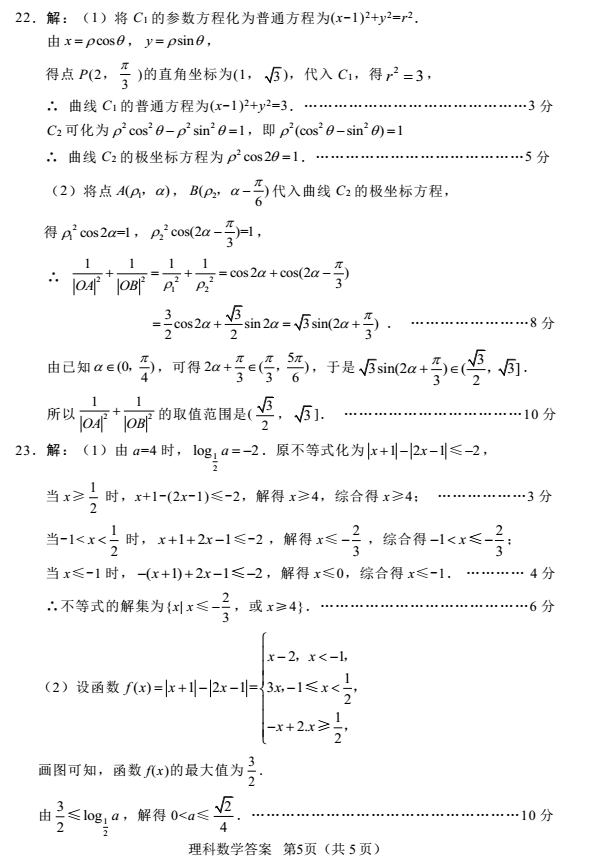 22. 解：（1）将 C₁ 的参数方程化为普通方程为(x-1)²+y²=r².
由 x=ρcosθ，y=ρsinθ，
得点 P(2，π/3)的直角坐标为(1，√3)，代入 C₁，得 r²=3，
∴ 曲线 C₁ 的普通方程为(x-1)²+y²=3．……………………………………3 分
C₂ 可化为 ρ²cos²θ-ρ²sin²θ=1，即 ρ²(cos²θ-sin²θ)=1
∴ 曲线 C₂ 的极坐标方程为 ρ²cos2θ=1．……………………………………5 分
（2）将点 A(ρ₁，α)，B(ρ₂，α-π/6)代入曲线 C₂ 的极坐标方程，
得 ρ₁²cos2α=1，ρ₂²cos(2α-π/3)=1，
∴ 1/|OA|²+1/|OB|²=1/ρ₁²+1/ρ₂²=cos2α+cos(2α-π/3)
=3/2 cos2α+√3/2 sin2α=√3sin(2α+π/3)．……………………8 分
由已知 α∈(0，π/4)，可得 2α+π/3∈(π/3，5π/6)，于是 √3sin(2α+π/3)∈(√3/2，√3]．
所以 1/|OA|²+1/|OB|² 的取值范围是(√3/2，√3]．………………………………10 分
23. 解：（1）由 a=4 时，log_{1/2} a=-2．原不等式化为|x+1|-|2x-1|≤-2，
当 x≥1/2 时，x+1-(2x-1)≤-2，解得 x≥4，综合得 x≥4；………………3 分
当-1<x<1/2 时，x+1+2x-1≤-2，解得 x≤-2/3，综合得-1<x≤-2/3；
当 x≤-1 时，-(x+1)+2x-1≤-2，解得 x≤0，综合得 x≤-1．………… 4 分
∴不等式的解集为{x| x≤-2/3，或 x≥4}．……………………………………6 分
（2）设函数 f(x)=|x+1|-|2x-1|={x-2，x<-1，
3x,-1≤x<1/2，
-x+2.x≥1/2，
画图可知，函数 f(x)的最大值为 3/2．
由 3/2≤log_{1/2} a，解得 0<a≤√2/4．………………………………………………10 分
理科数学答案 第5页（共 5 页）